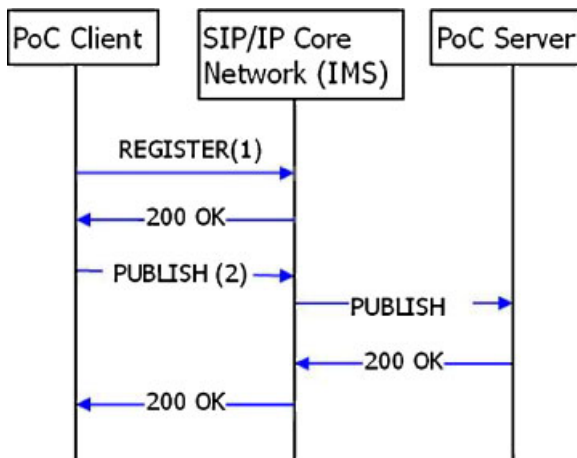 PoC Client
SIP/IP Core
Network (IMS)
PoC Server
REGISTER(1)
200 OK
PUBLISH (2)
PUBLISH
200 OK
200 OK